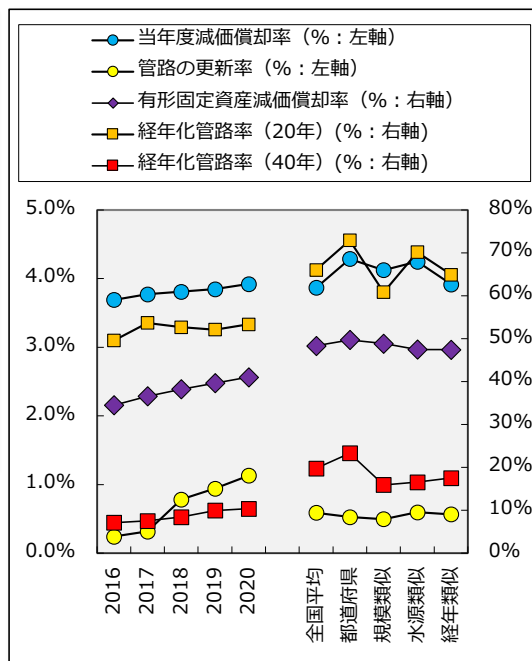 当年度減価償却率（%：左軸）
管路の更新率（%：左軸）
有形固定資産減価償却率（%：右軸）
経年化管路率（20年）(%：右軸)
経年化管路率（40年）(%：右軸)
5.0%
4.0%
3.0%
2.0%
1.0%
0.0%
80%
70%
60%
50%
40%
30%
20%
10%
0%
2016
2017
2018
2019
2020
全国平均
都道府県
規模類似
水源類似
経年類似